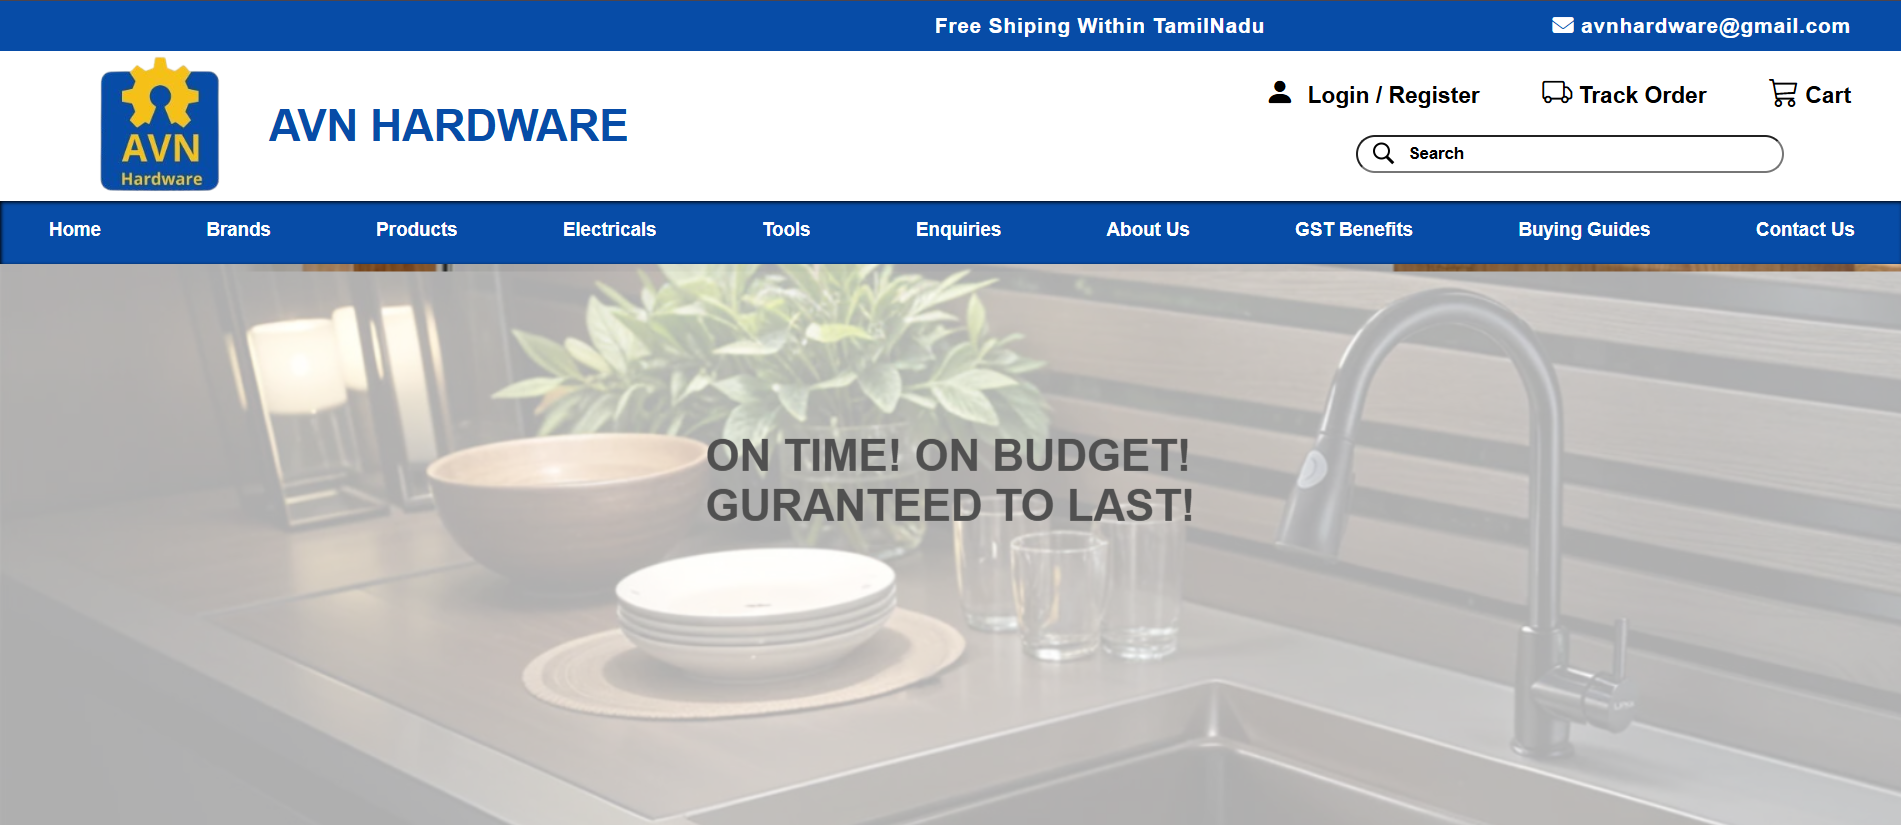 Free Shiping Within TamilNadu
avnhardware@gmail.com
AVN
Hardware
AVN HARDWARE
Login / Register
Track Order
Cart
Search
Home
Brands
Products
Electricals
Tools
Enquiries
About Us
GST Benefits
Buying Guides
Contact Us
ON TIME! ON BUDGET!
GURANTEED TO LAST!